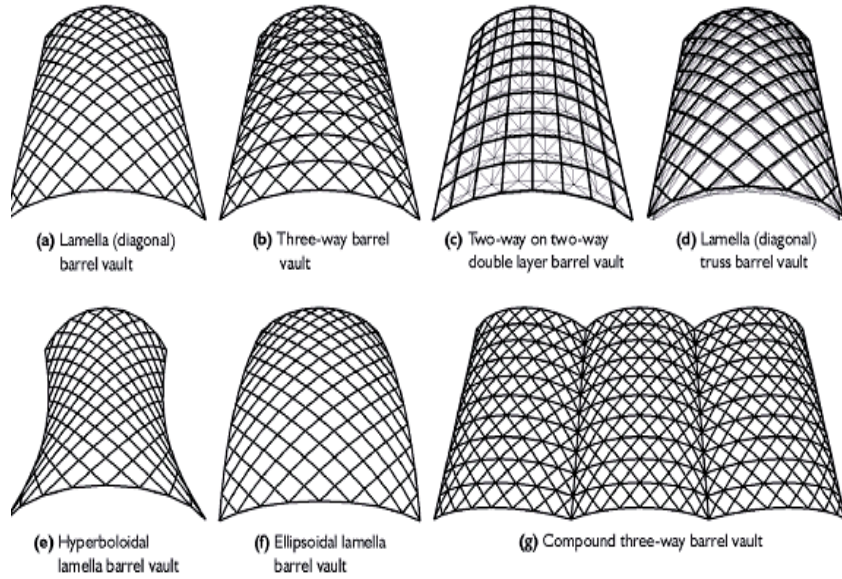 (a) Lamella (diagonal)
barrel vault
(b) Three-way barrel
vault
(c) Two-way on two-way
double layer barrel vault
(d) Lamella (diagonal)
truss barrel vault
(e) Hyperboloidal
lamella barrel vault
(f) Ellipsoidal lamella
barrel vault
(g) Compound three-way barrel vault